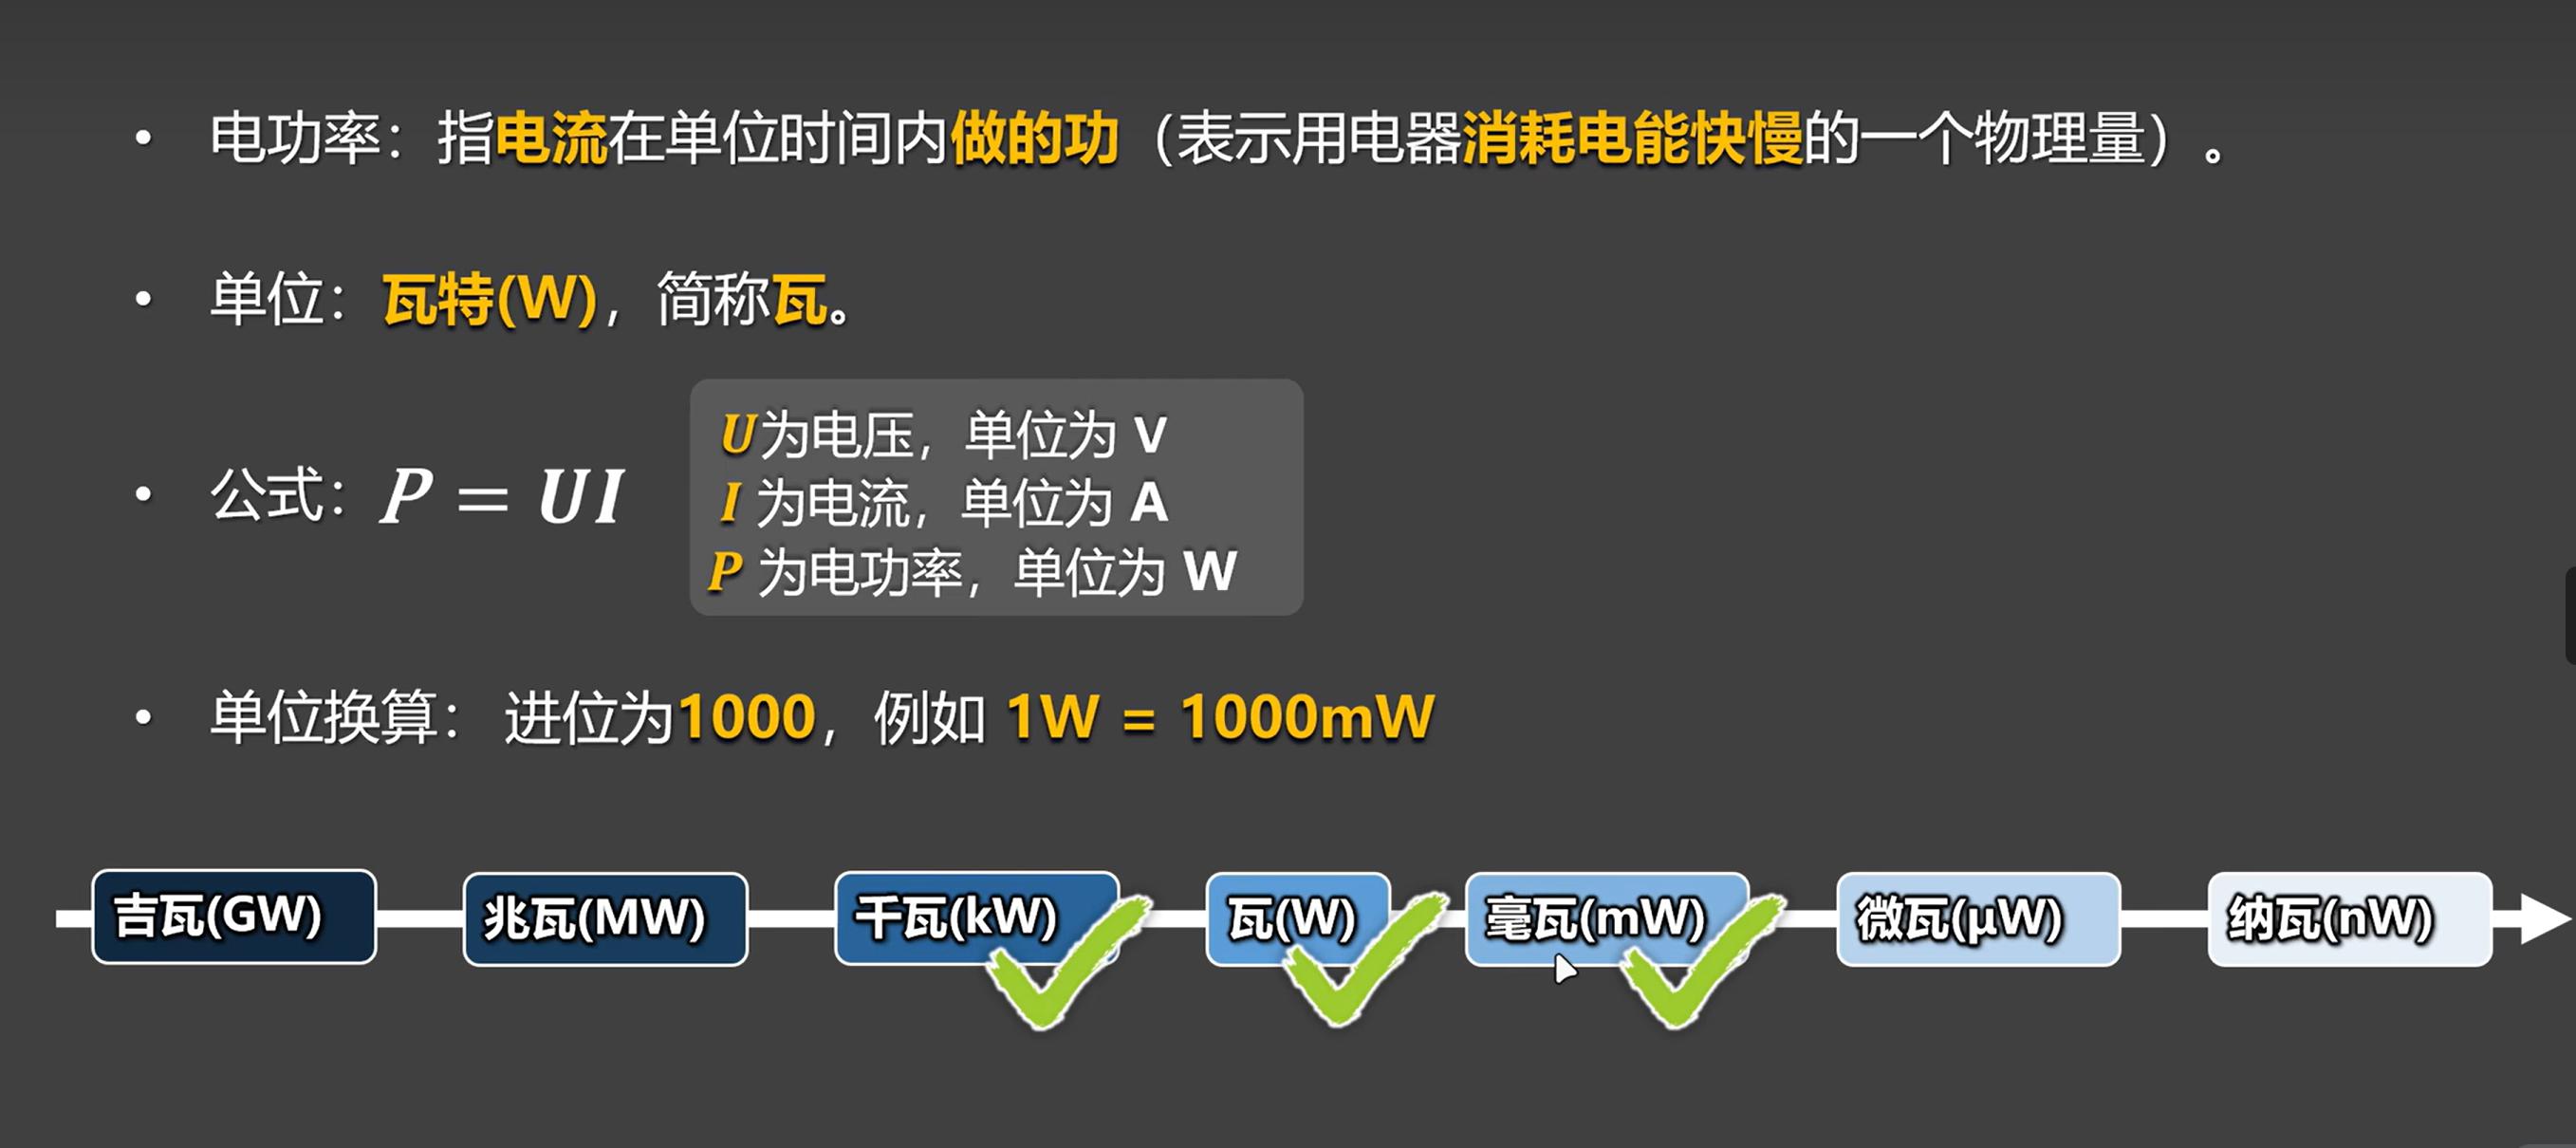 • 电功率：指电流在单位时间内做的功（表示用电器消耗电能快慢的一个物理量）。
• 单位：瓦特(W)，简称瓦。
• 公式：P = UI
U为电压，单位为 V
I 为电流，单位为 A
P 为电功率，单位为 W
• 单位换算： 进位为1000，例如 1W = 1000mW
吉瓦(GW) 兆瓦(MW) 千瓦(kW) 瓦(W) 毫瓦(mW) 微瓦(μW) 纳瓦(nW)